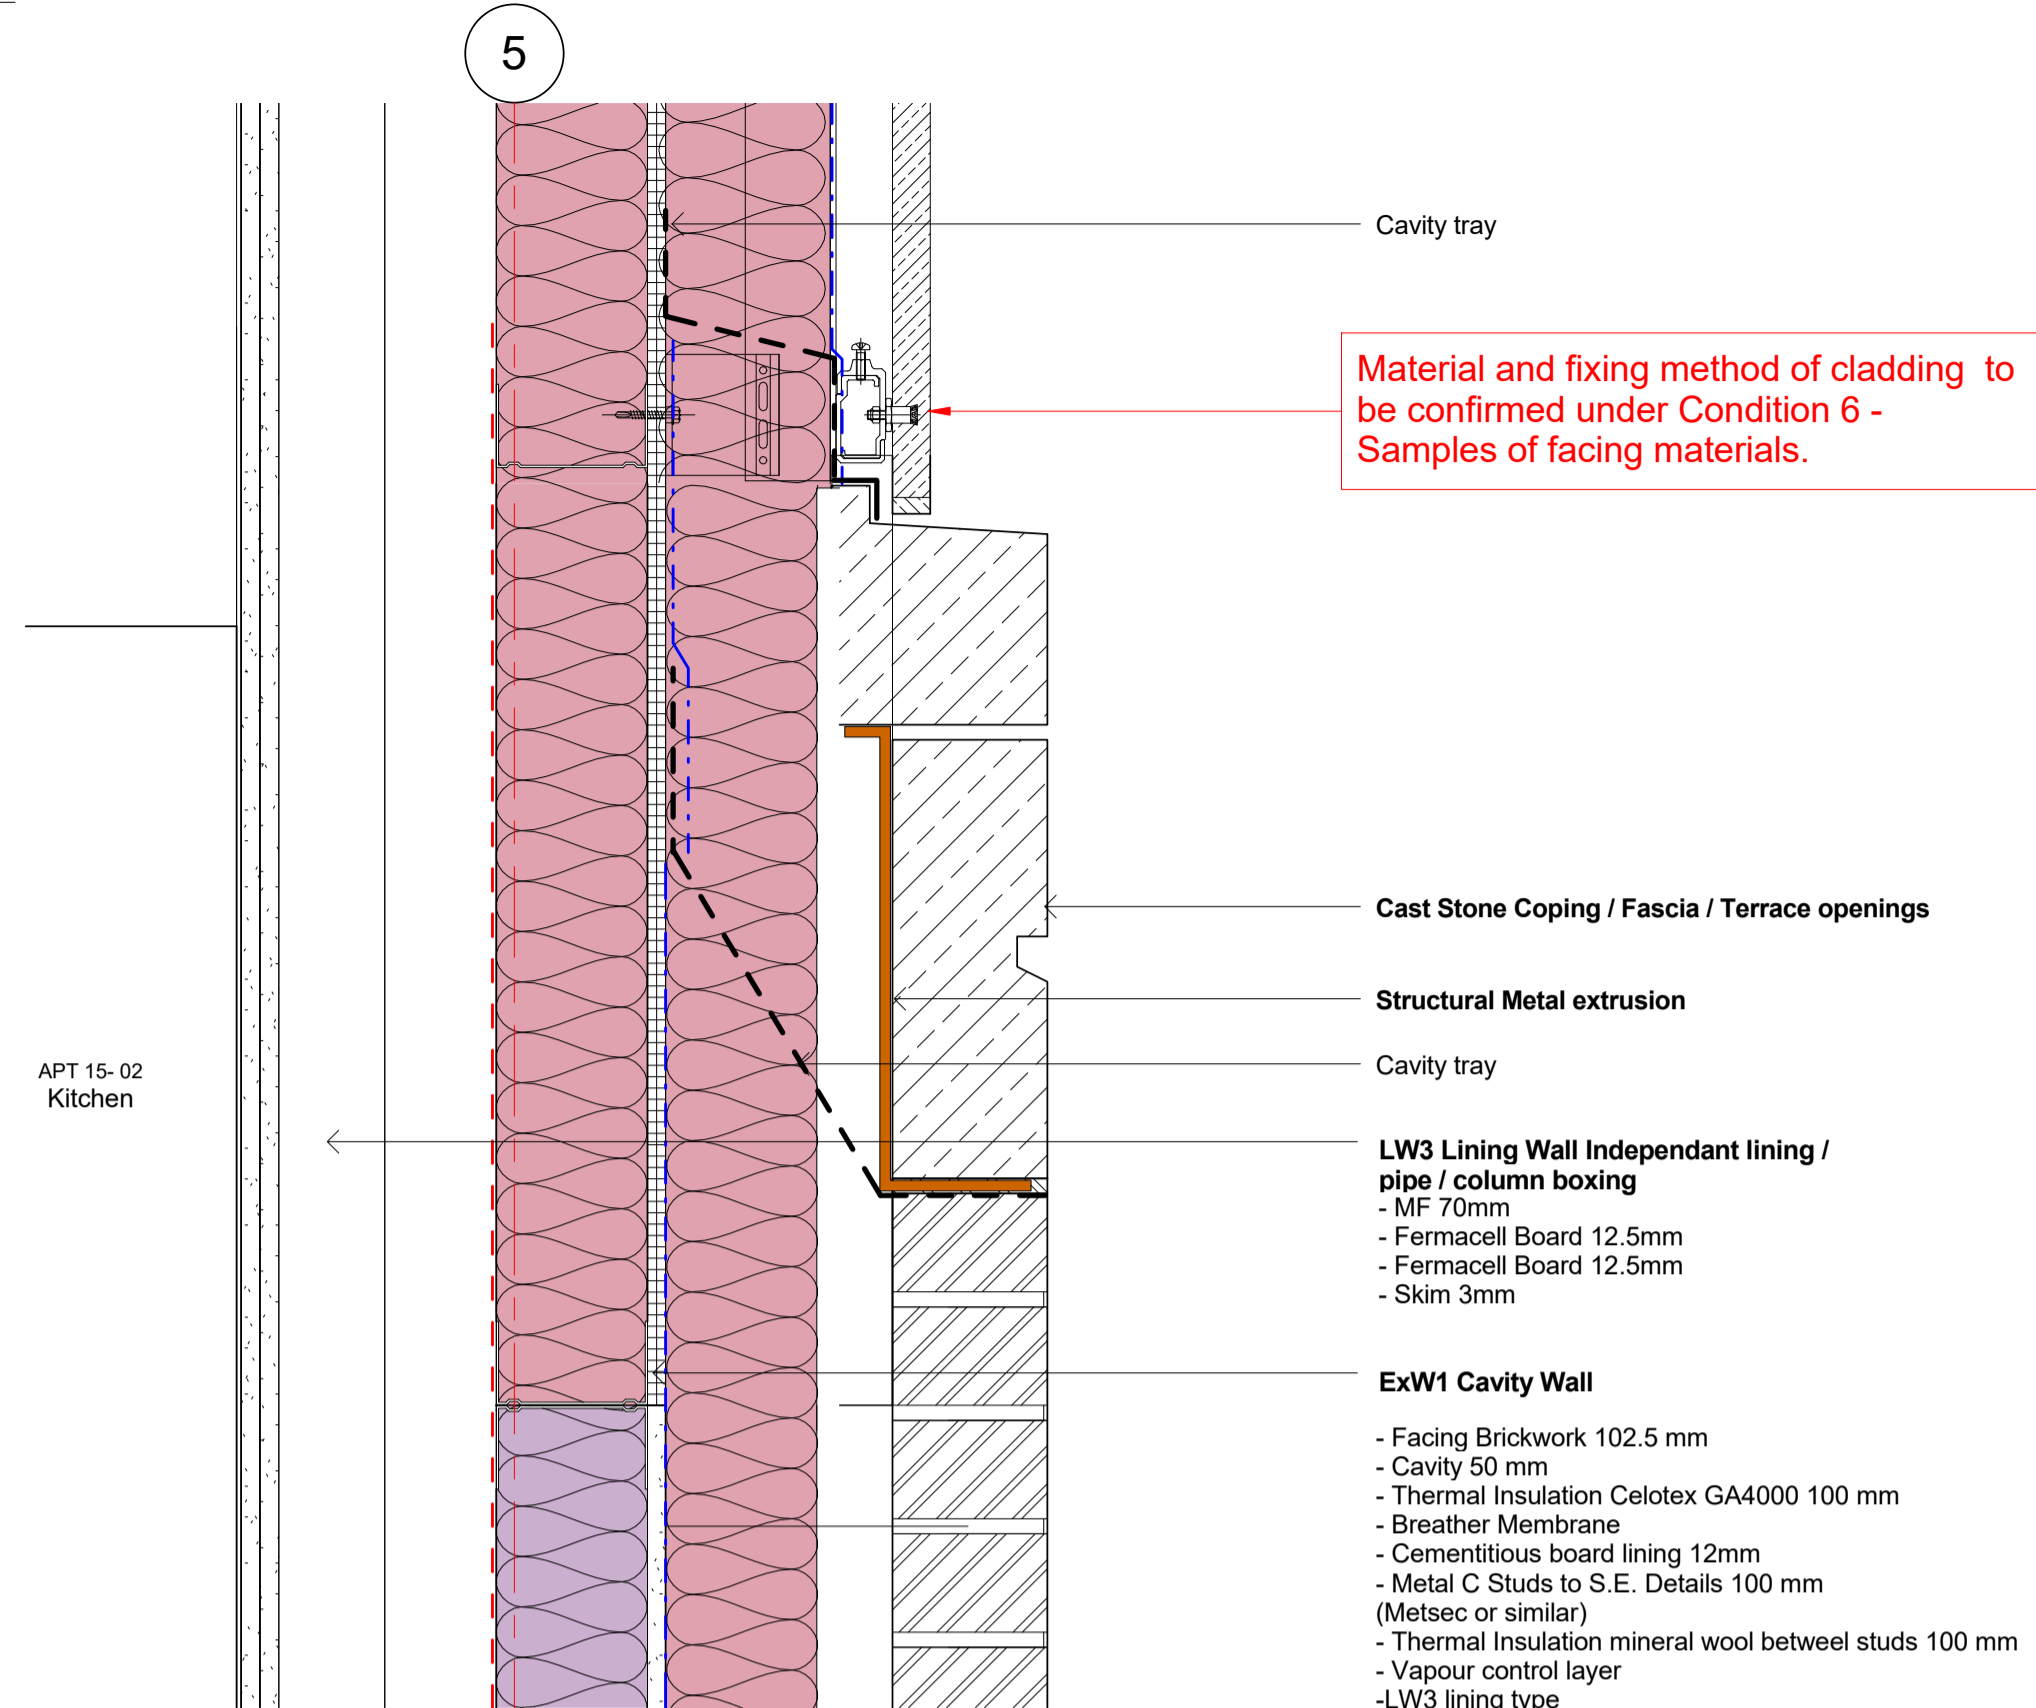 5
Cavity tray
Material and fixing method of cladding to
be confirmed under Condition 6 -
Samples of facing materials.
Cast Stone Coping / Fascia / Terrace openings
Structural Metal extrusion
Cavity tray
APT 15- 02
Kitchen
LW3 Lining Wall Independant lining /
pipe / column boxing
- MF 70mm
- Fermacell Board 12.5mm
- Fermacell Board 12.5mm
- Skim 3mm
ExW1 Cavity Wall
- Facing Brickwork 102.5 mm
- Cavity 50 mm
- Thermal Insulation Celotex GA4000 100 mm
- Breather Membrane
- Cementitious board lining 12mm
- Metal C Studs to S.E. Details 100 mm
(Metsec or similar)
- Thermal Insulation mineral wool betweel studs 100 mm
- Vapour control layer
-LW3 lining type